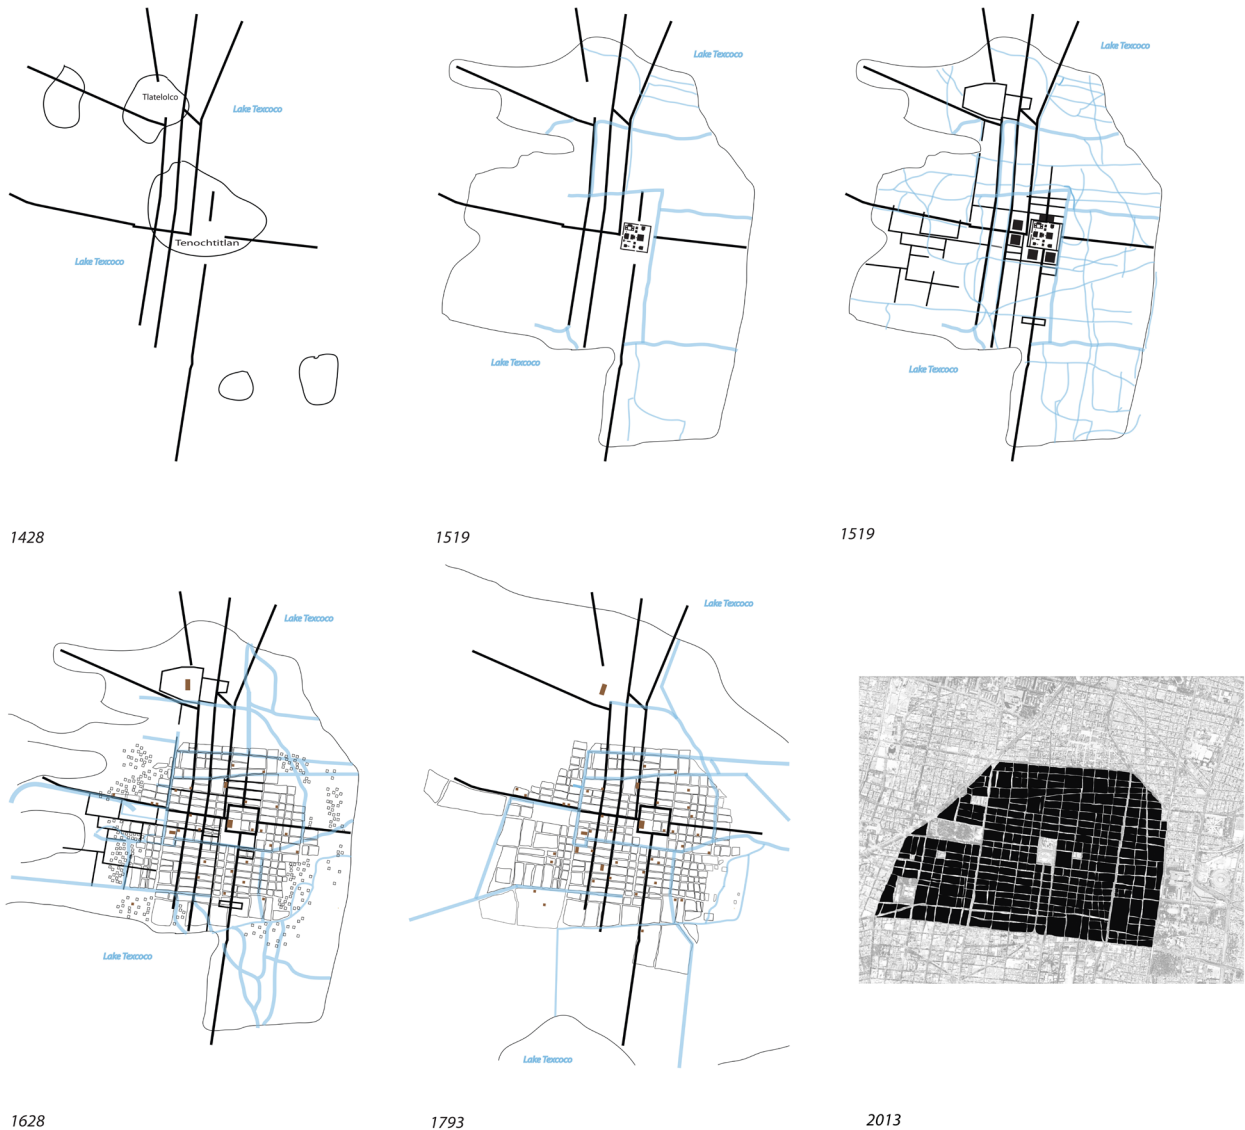 Tlatelolco
Lake Texcoco
Tenochtitlan
Lake Texcoco
1428
Lake Texcoco
Lake Texcoco
1519
Lake Texcoco
Lake Texcoco
1519
Lake Texcoco
Lake Texcoco
1628
Lake Texcoco
Lake Texcoco
1793
2013